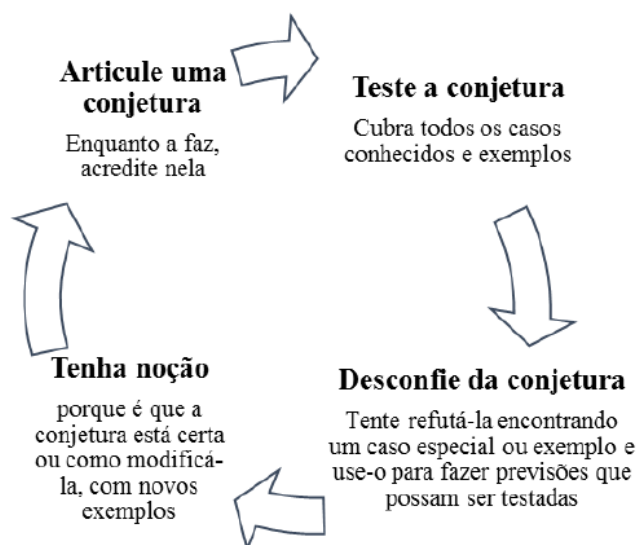 Articule uma
conjetura
Enquanto a faz,
acredite nela
Teste a conjetura
Cubra todos os casos
conhecidos e exemplos
Desconfie da conjetura
Tente refutá-la encontrando
um caso especial ou exemplo e
use-o para fazer previsões que
possam ser testadas
Tenha noção
porque é que a
conjetura está certa
ou como modificá-
la, com novos
exemplos